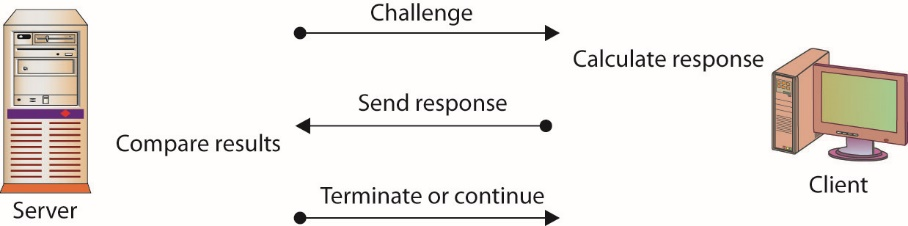 Challenge
Calculate response
Send response
Compare results
Terminate or continue
Server
Client